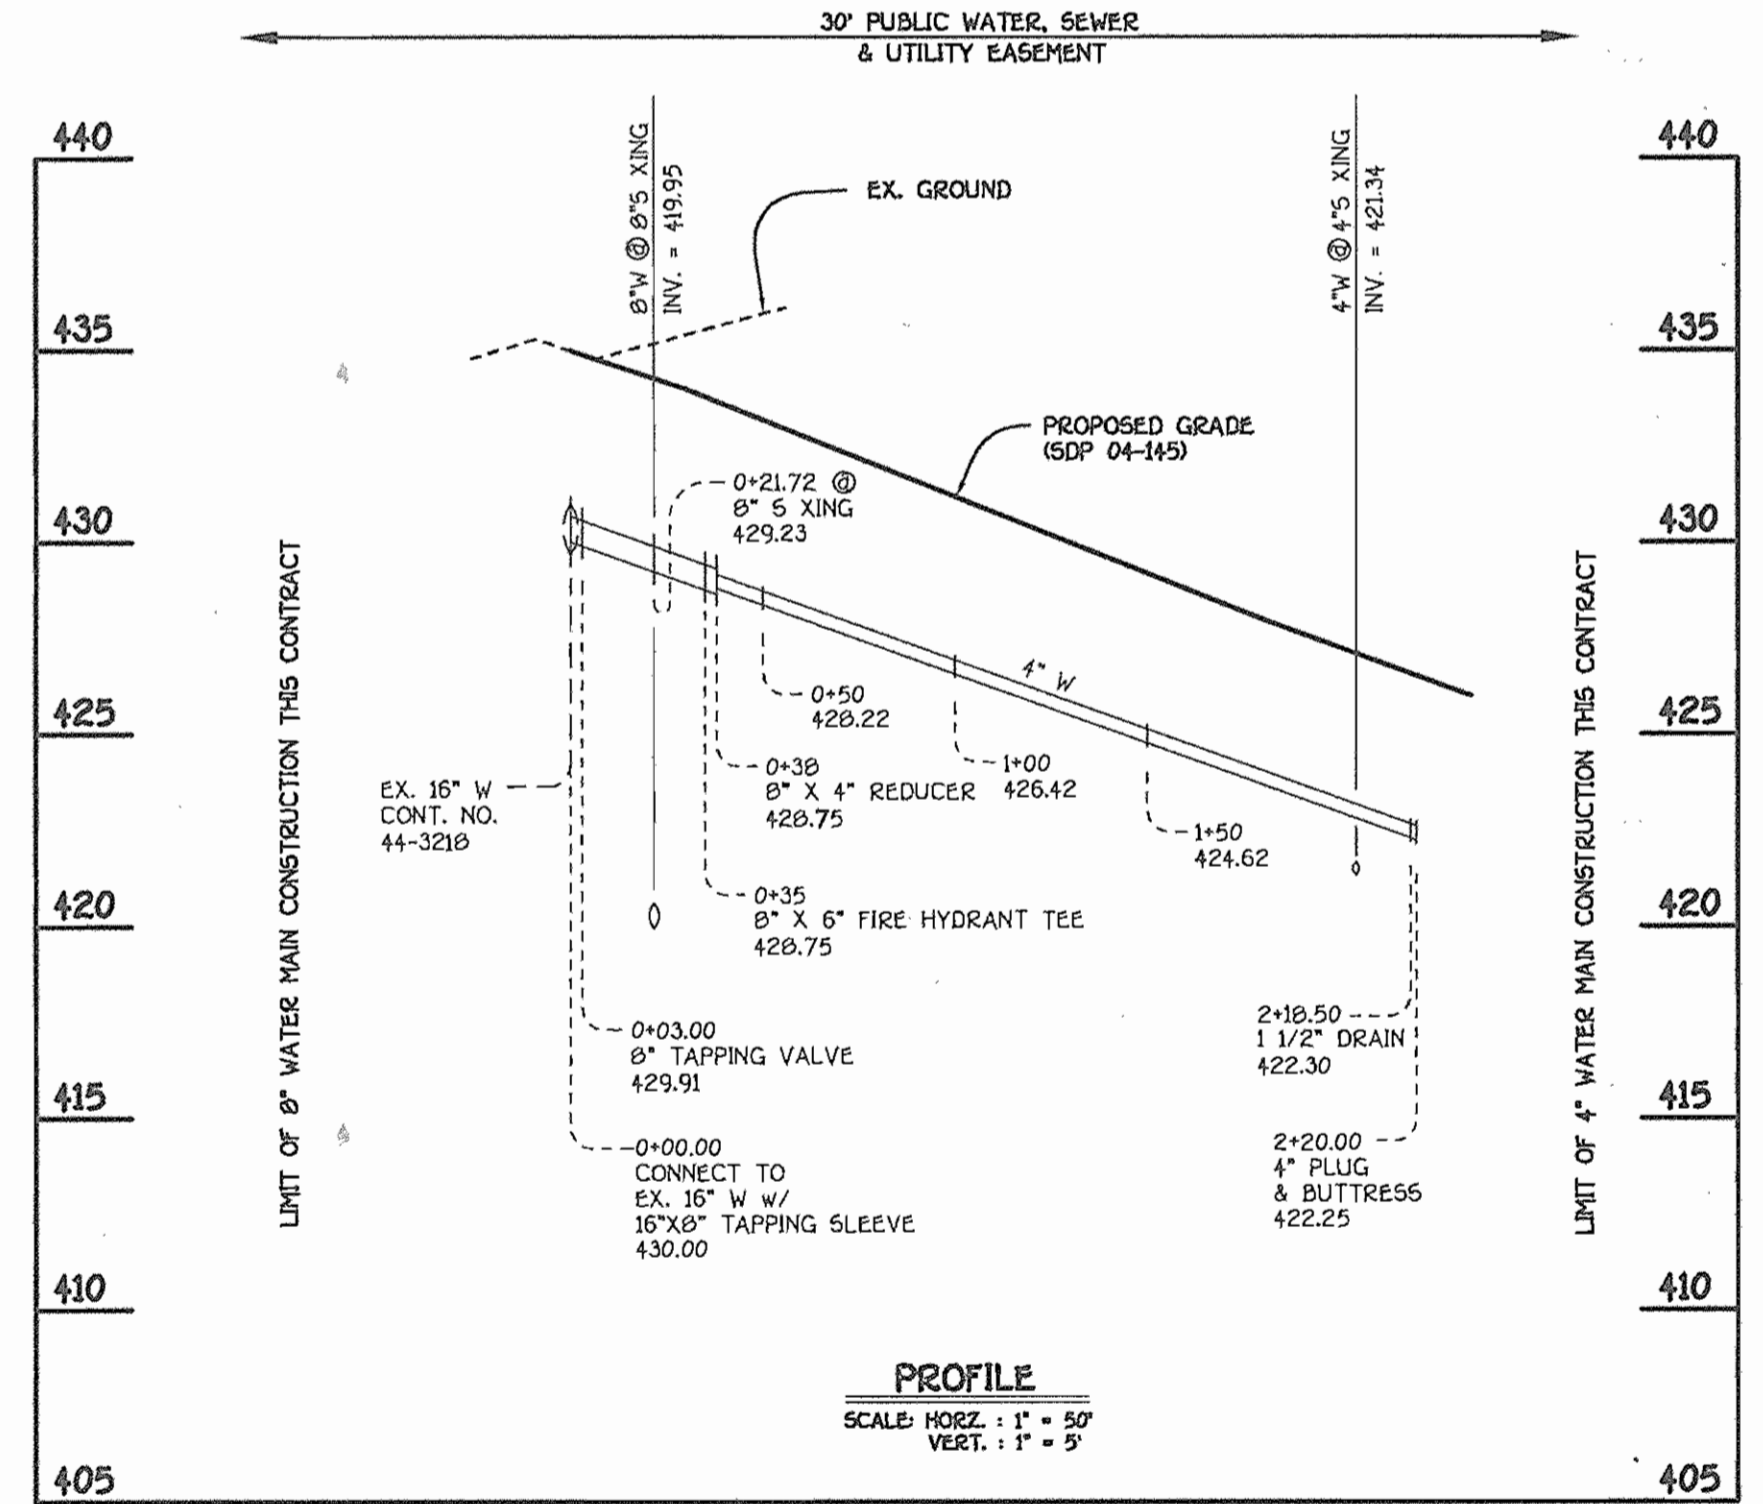 30' PUBLIC WATER, SEWER
& UTILITY EASEMENT
440
440
8"W @ 8"S XING
INV. = 419.95
4"W @ 4"S XING
INV. = 421.34
EX. GROUND
435
435
PROPOSED GRADE
(SDP 04-145)
0+21.72 @
8" S XING
429.23
430
430
LIMIT OF 8" WATER MAIN CONSTRUCTION THIS CONTRACT
LIMIT OF 4" WATER MAIN CONSTRUCTION THIS CONTRACT
4" W
0+50
428.22
425
425
0+38
8" X 4" REDUCER
428.75
1+00
426.42
EX. 16" W
CONT. NO.
44-3218
1+50
424.62
420
420
0+35
8" X 6" FIRE HYDRANT TEE
428.75
0+03.00
8" TAPPING VALVE
429.91
2+18.50
1 1/2" DRAIN
422.30
415
415
0+00.00
CONNECT TO
EX. 16" W W/
16"X8" TAPPING SLEEVE
430.00
2+20.00
4" PLUG
& BUTTRESS
422.25
410
410
PROFILE
SCALE: HORZ. : 1" = 50'
VERT. : 1" = 5'
405
405